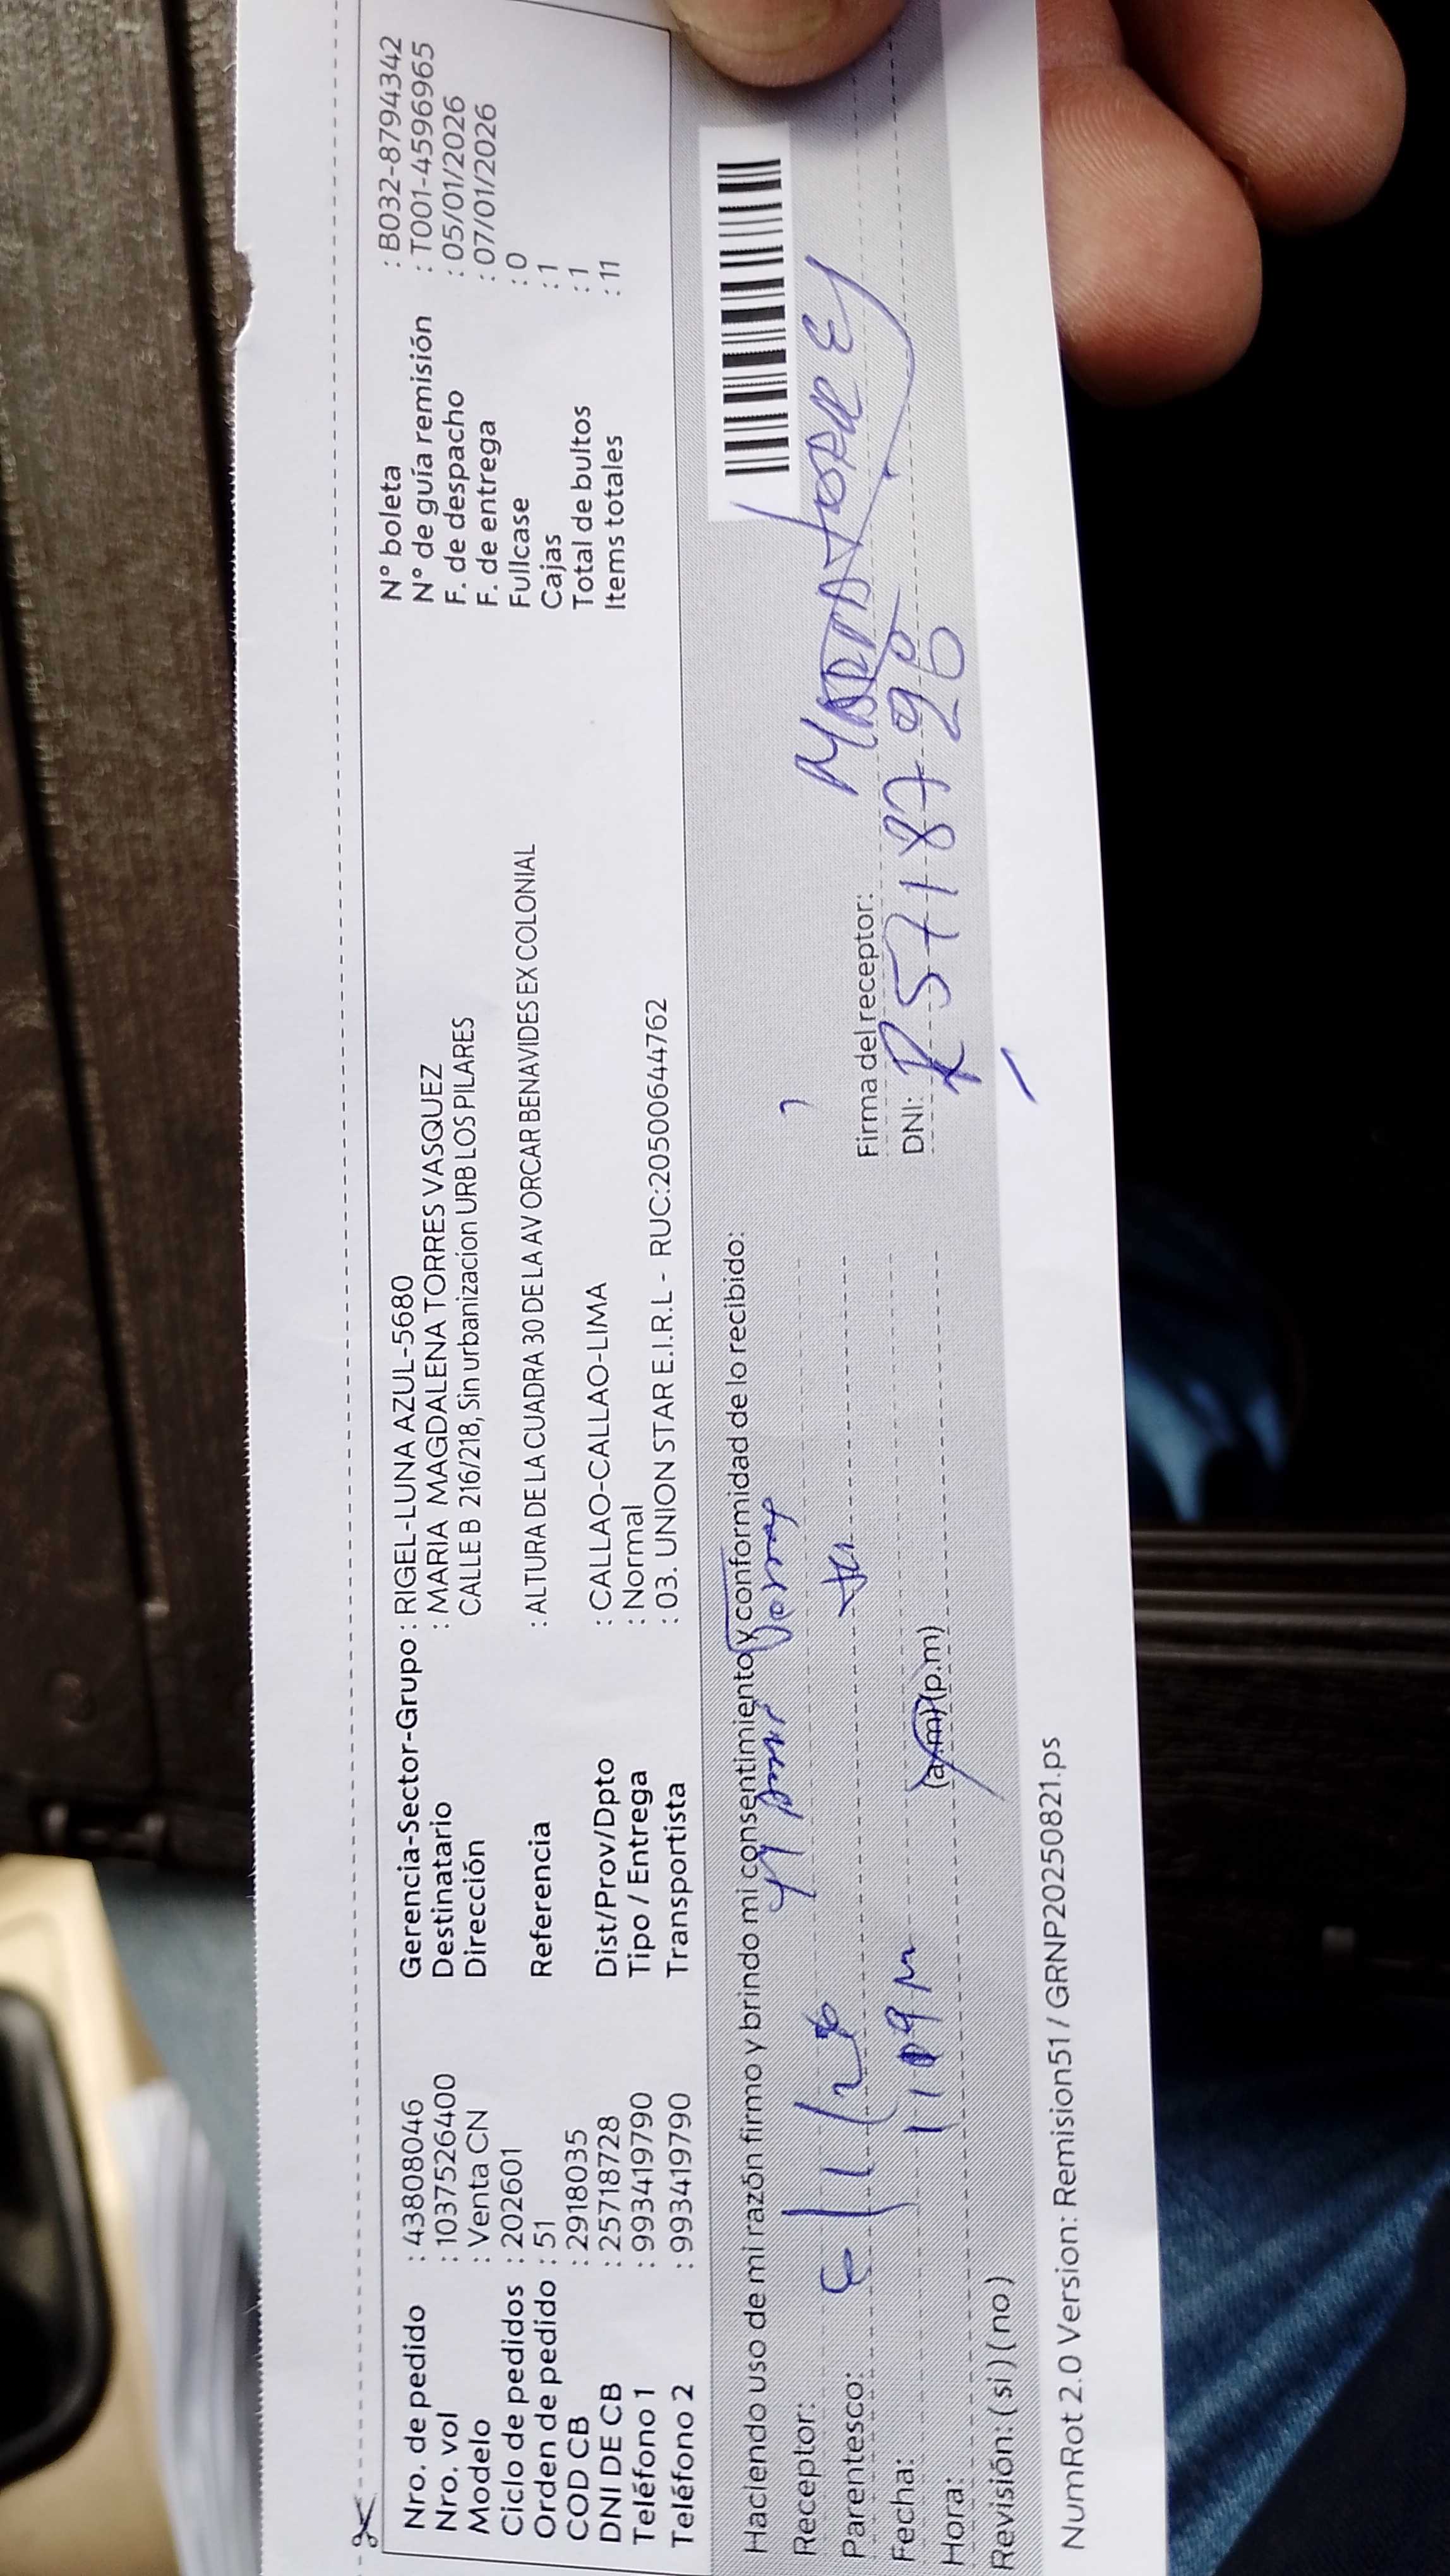 Nro. de pedido : 43808046 Gerencia-Sector-Grupo : RIGEL-LUNA AZUL-5680 N° boleta : B032-8794342
Nro. vol : 1037526400 Destinatario : MARIA MAGDALENA TORRES VASQUEZ N° de guía remisión : T001-4596965
Modelo : Venta CN Dirección CALLE B 216/218, Sin urbanizacion URB LOS PILARES F. de despacho : 05/01/2026
Ciclo de pedidos : 202601 F. de entrega : 07/01/2026
Orden de pedido : 51 Referencia : ALTURA DE LA CUADRA 30 DE LA AV ORCAR BENAVIDES EX COLONIAL Fullcase : 0
COD CB : 2918035 Cajas : 1
DNI DE CB : 25718728 Dist/Prov/Dpto : CALLAO-CALLAO-LIMA Total de bultos : 1
Teléfono 1 : 993419790 Tipo / Entrega : Normal Items totales : 11
Teléfono 2 : 993419790 Transportista : 03. UNION STAR E.I.R.L - RUC:20500644762
Haciendo uso de mi razón firmo y brindo mi consentimiento y conformidad de lo recibido:
Receptor:
Parentesco: Firma del receptor:
Fecha: DNI:
Hora: (a.m)(p.m)
Revisión: ( si ) ( no )
NumRot 2.0 Version: Remision51 / GRNP20250821.ps